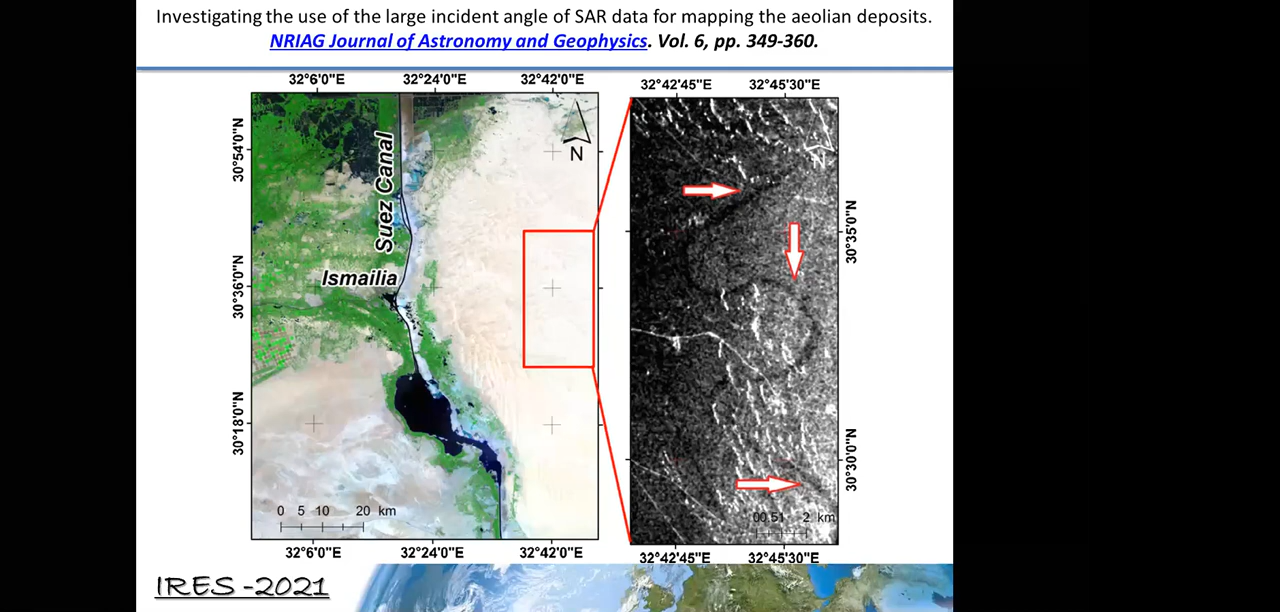 Investigating the use of the large incident angle of SAR data for mapping the aeolian deposits.
NRIAG Journal of Astronomy and Geophysics. Vol. 6, pp. 349-360.
32°6'0"E 32°24'0"E 32°42'0"E
32°42'45"E 32°45'30"E
30°54'0"N
30°36'0"N
30°18'0"N
Suez Canal
Ismailia
N
0 5 10 20 km
32°6'0"E 32°24'0"E 32°42'0"E
30°35'0"N
30°30'0"N
00.51 2 km
32°42'45"E 32°45'30"E
IRES -2021